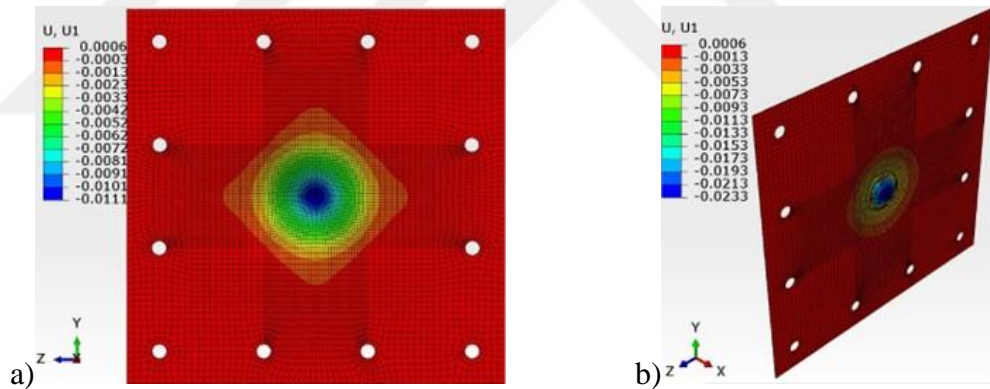 U, U1
0.0006
-0.0003
-0.0013
-0.0023
-0.0033
-0.0042
-0.0052
-0.0062
-0.0072
-0.0081
-0.0091
-0.0101
-0.0111
Y
Z
X
a)
U, U1
0.0006
-0.0013
-0.0033
-0.0053
-0.0073
-0.0093
-0.0113
-0.0133
-0.0153
-0.0173
-0.0193
-0.0213
-0.0233
Y
Z
X
b)